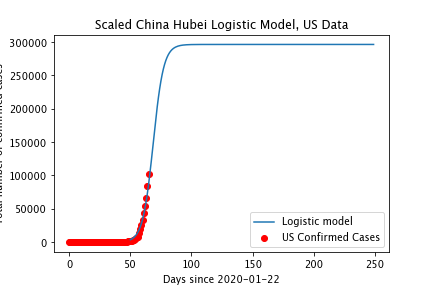 Scaled China Hubei Logistic Model, US Data
300000
250000
200000
150000
100000
50000
0
number of confirmed cases
Logistic model
US Confirmed Cases
0
50
100
150
200
250
Days since 2020-01-22